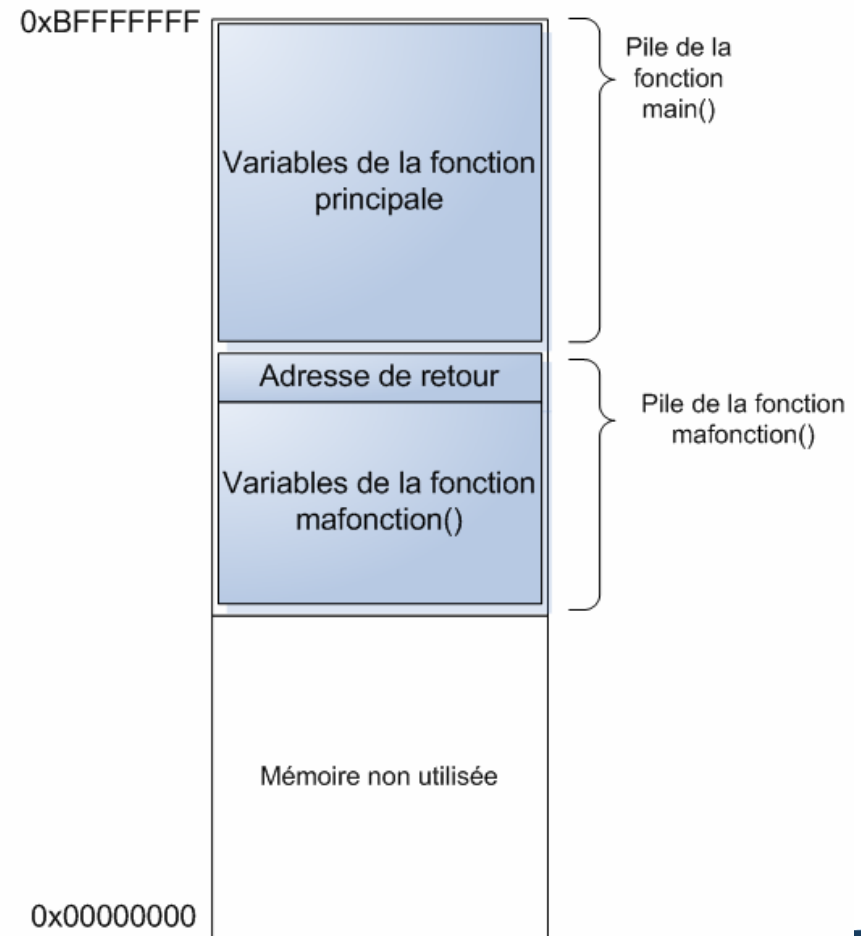 0xBFFFFFFF
Pile de la
fonction
main()
Variables de la fonction
principale
Adresse de retour
Pile de la fonction
mafonction()
Variables de la fonction
mafonction()
Mémoire non utilisée
0x00000000